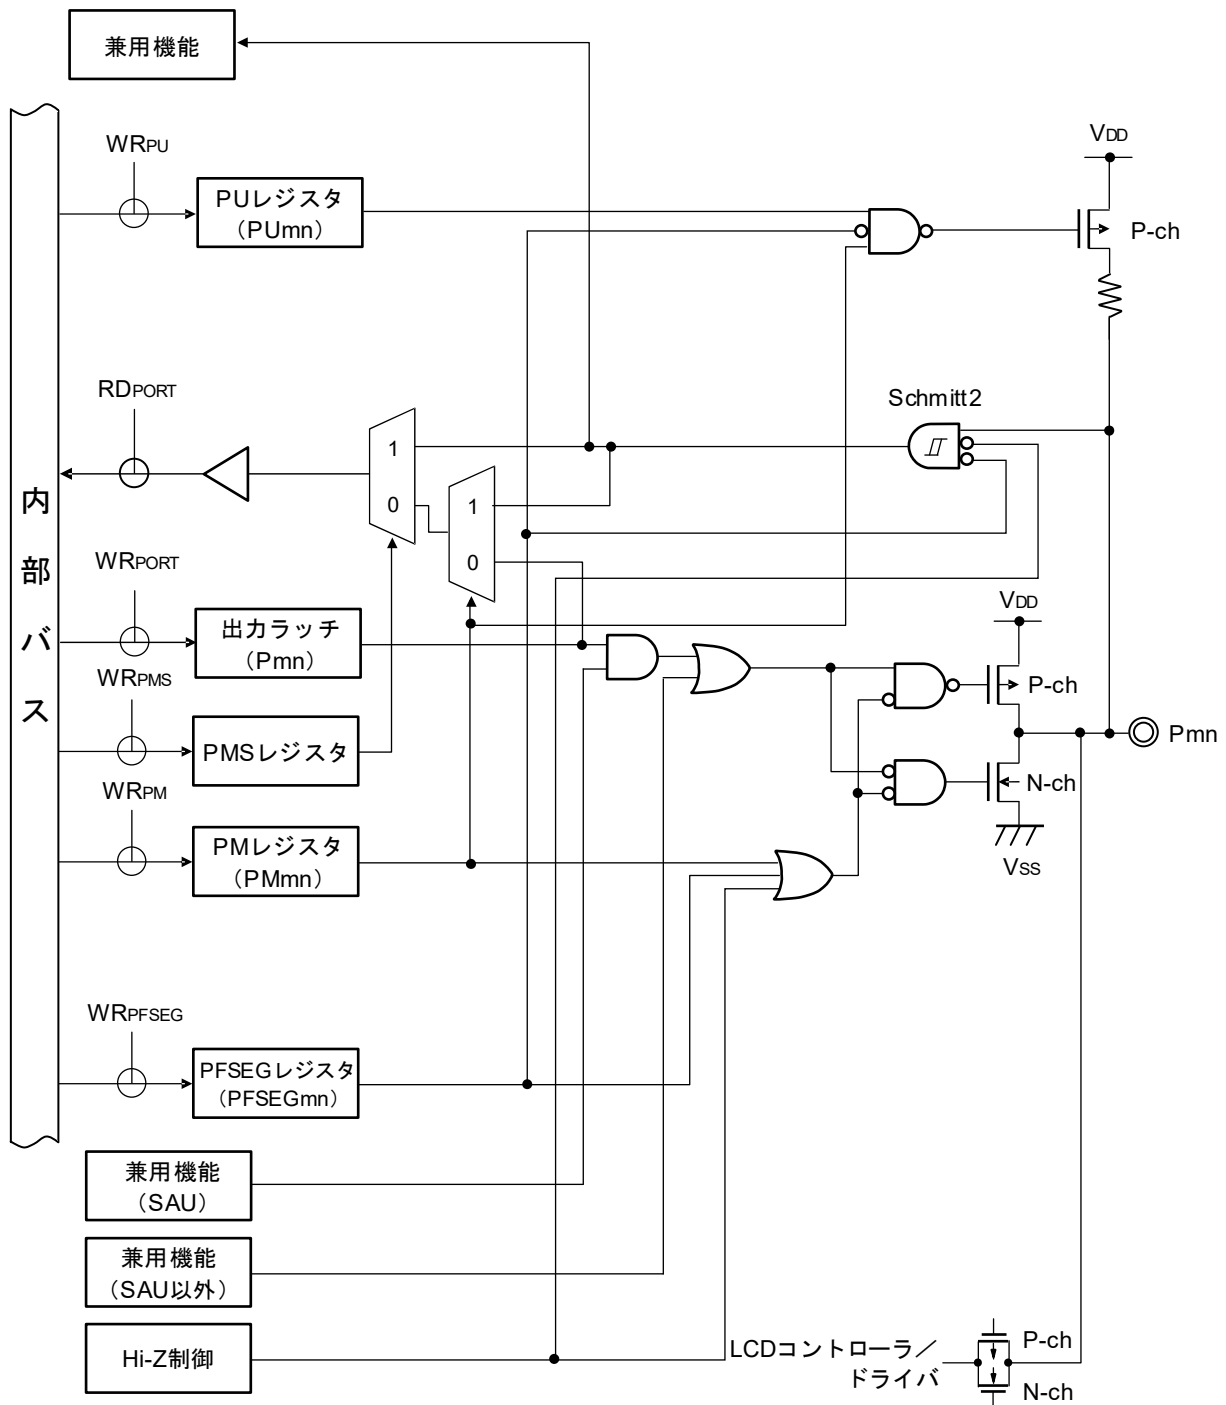 兼用機能
WRPU
PUレジスタ
（PUmn）
VDD
P-ch
RDPORT
Schmitt2
1
0
1
0
内部バス
WRPORT
出力ラッチ
（Pmn）
VDD
P-ch
WRPMS
PMSレジスタ
Pmn
N-ch
VSS
WRPM
PMレジスタ
（PMmn）
WRPFSEG
PFSEGレジスタ
（PFSEGmn）
兼用機能
（SAU）
兼用機能
（SAU以外）
Hi-Z制御
LCDコントローラ／
ドライバ
P-ch
N-ch